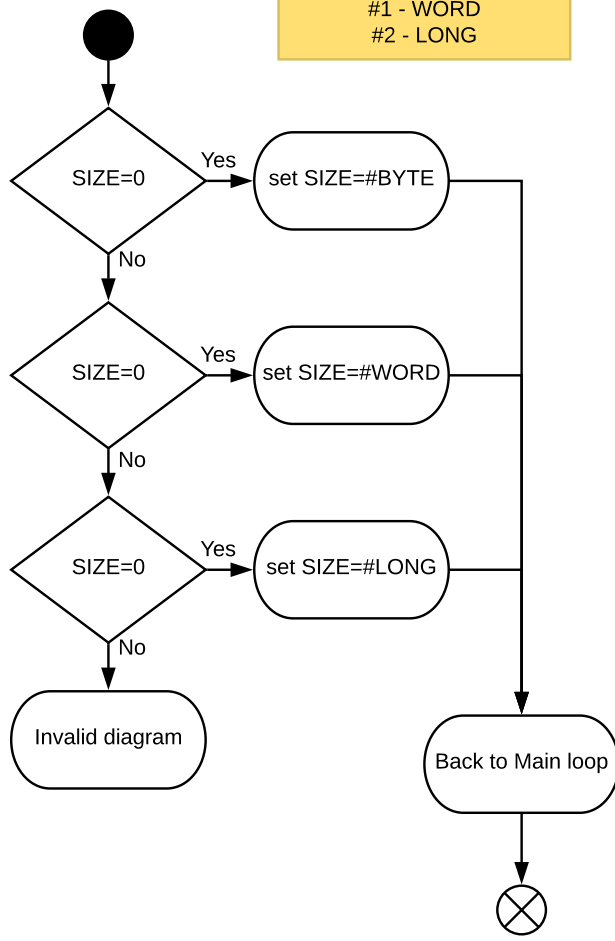 #1 - WORD
#2 - LONG
SIZE=0
Yes
set SIZE=#BYTE
No
SIZE=0
Yes
set SIZE=#WORD
No
SIZE=0
Yes
set SIZE=#LONG
No
Invalid diagram
Back to Main loop